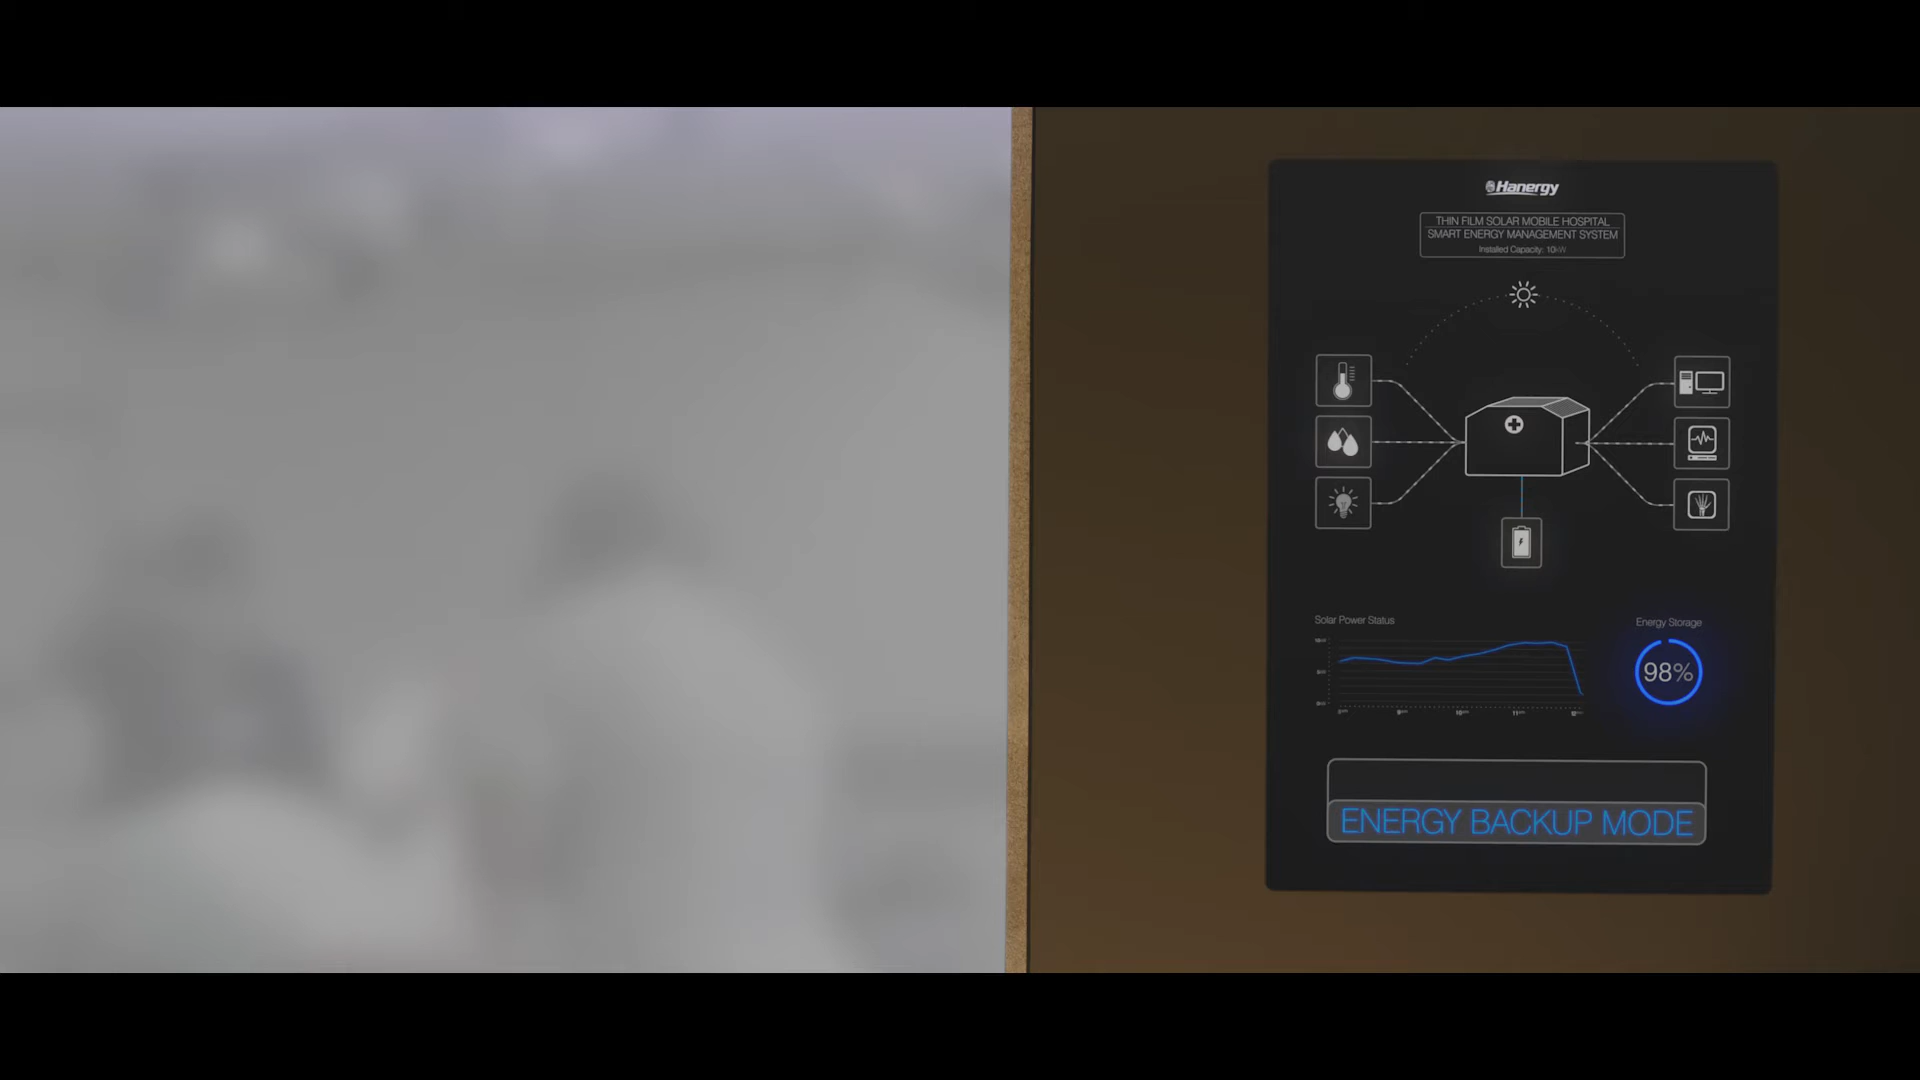 Hanergy
THIN FILM SOLAR MOBILE HOSPITAL
SMART ENERGY MANAGEMENT SYSTEM
Installed Capacity: 10kW
Solar Power Status
Energy Storage
98%
ENERGY BACKUP MODE